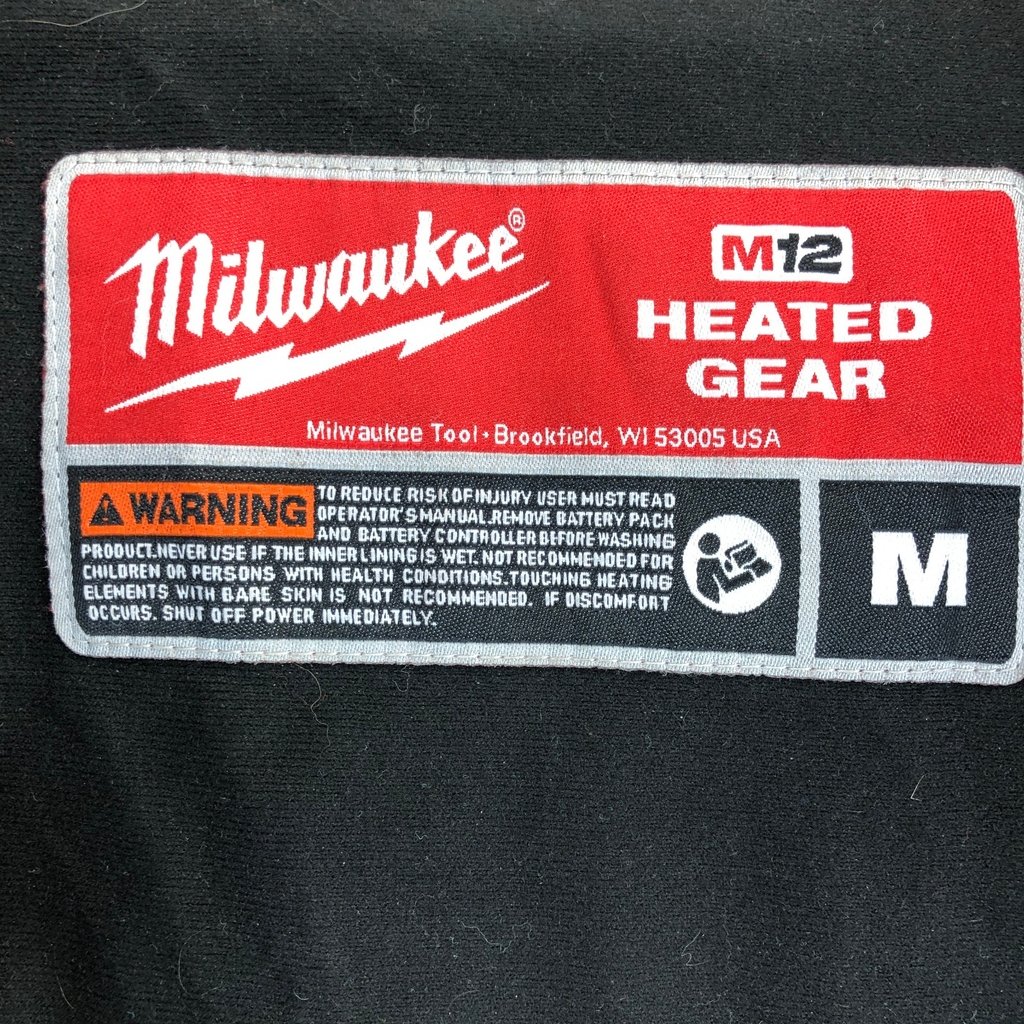 Milwaukee®
M12
HEATED
GEAR
Milwaukee Tool • Brookfield, WI 53005 USA
WARNING TO REDUCE RISK OF INJURY USER MUST READ
OPERATOR'S MANUAL.REMOVE BATTERY PACK
AND BATTERY CONTROLLER BEFORE WASHING
PRODUCT.NEVER USE IF THE INNER LINING IS WET. NOT RECOMMENDED FOR
CHILDREN OR PERSONS WITH HEALTH CONDITIONS.TOUCHING HEATING
ELEMENTS WITH BARE SKIN IS NOT RECOMMENDED. IF DISCOMFORT
OCCURS. SHUT OFF POWER IMMEDIATELY.
M